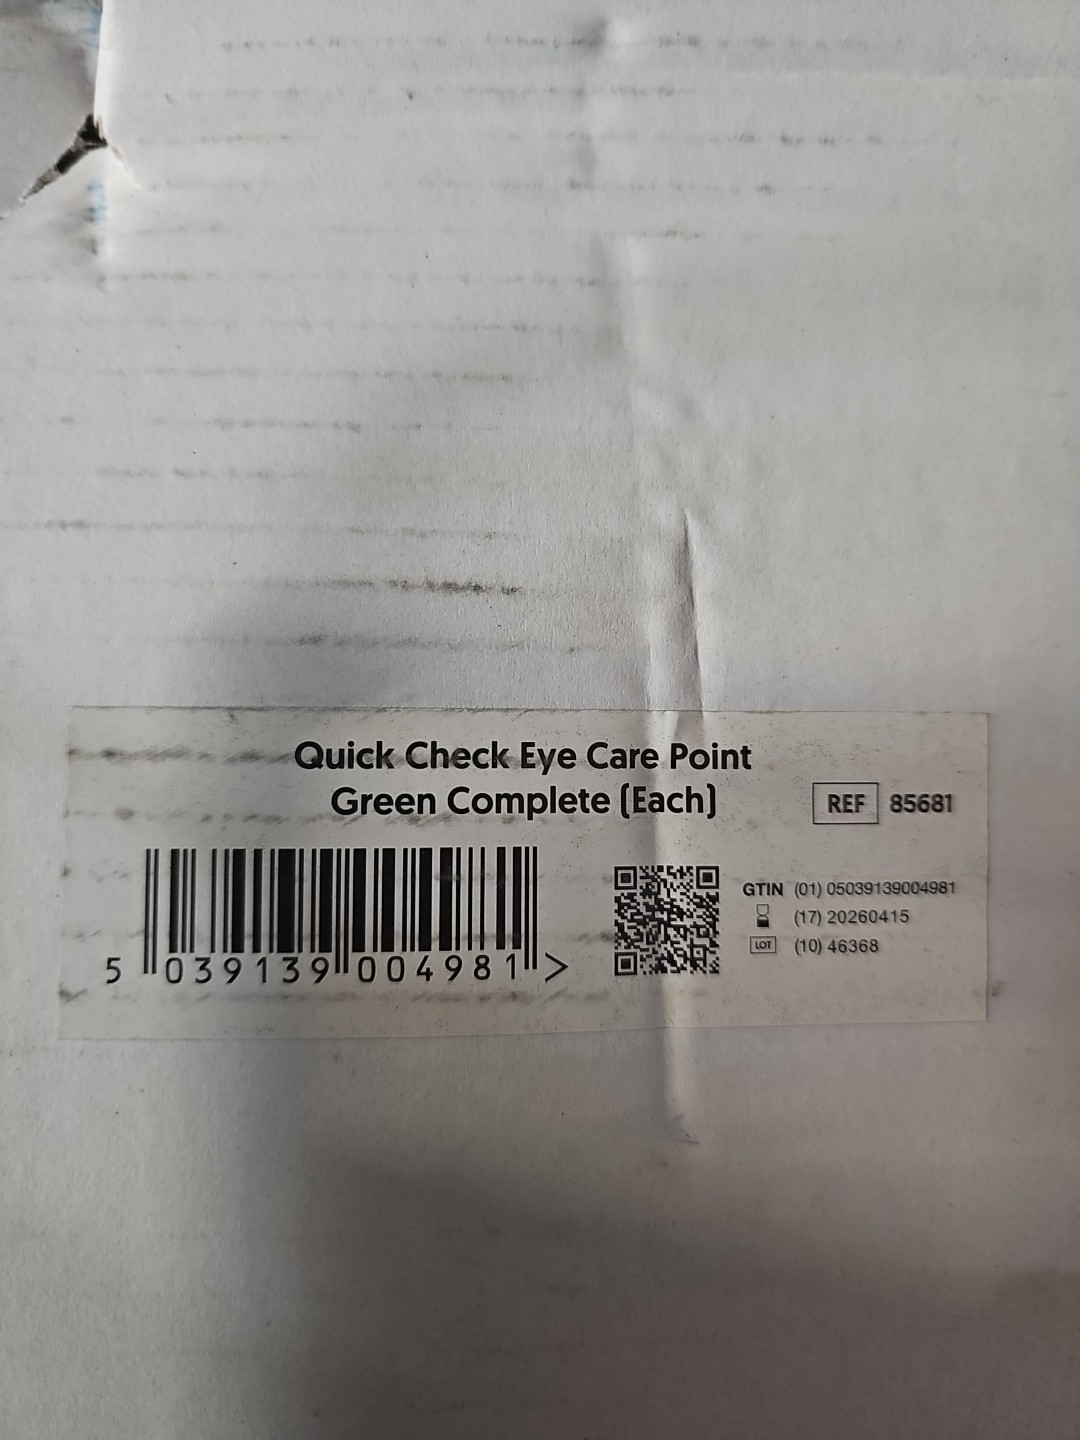 Quick Check Eye Care Point
Green Complete (Each)
REF 85681
GTIN (01) 05039139004981
(17) 20260415
LOT (10) 46368
5 039139 004981 >